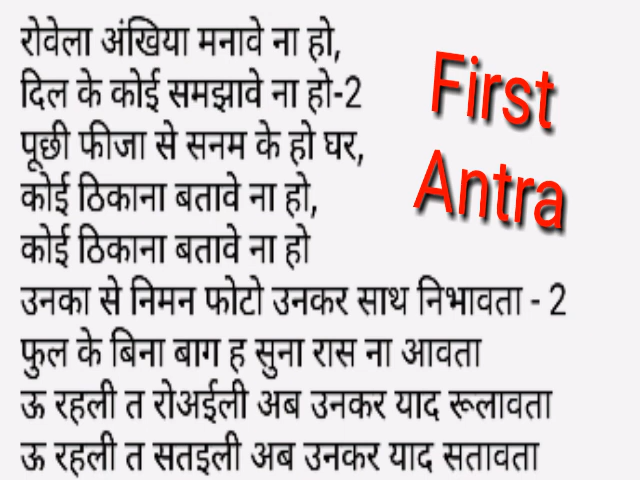 रोवेला अंखिया मनावे ना हो,
दिल के कोई समझावे ना हो-2
पूछी फीजा से सनम के हो घर,
कोई ठिकाना बतावे ना हो,
कोई ठिकाना बतावे ना हो
उनका से निमन फोटो उनकर साथ निभावता - 2
फुल के बिना बाग ह सुना रास ना आवता
ऊ रहली त रोअईली अब उनकर याद रूलावता
ऊ रहली त सतइली अब उनकर याद सतावता
First
Antra